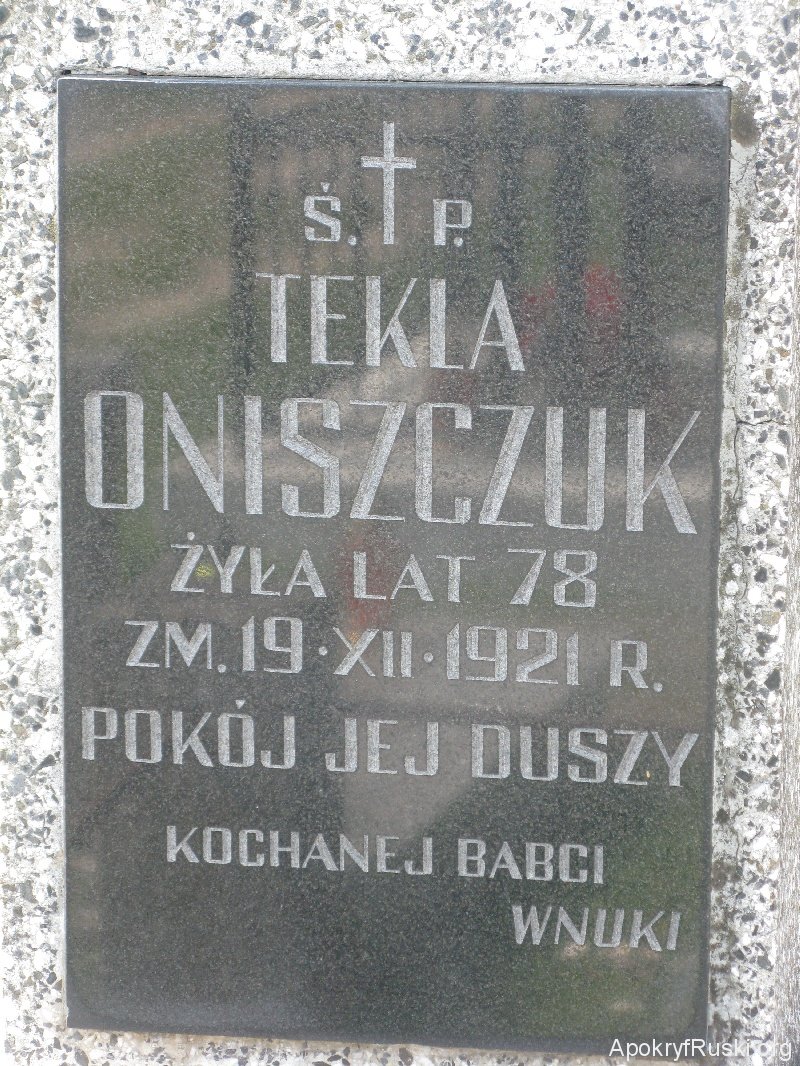 Ś. P.
TEKLA
ONISZCZUK
ŻYŁA LAT 78
ZM. 19·XII·1921 R.
POKÓJ JEJ DUSZY
KOCHANEJ BABCI
WNUKI
ApokryfRuski.org